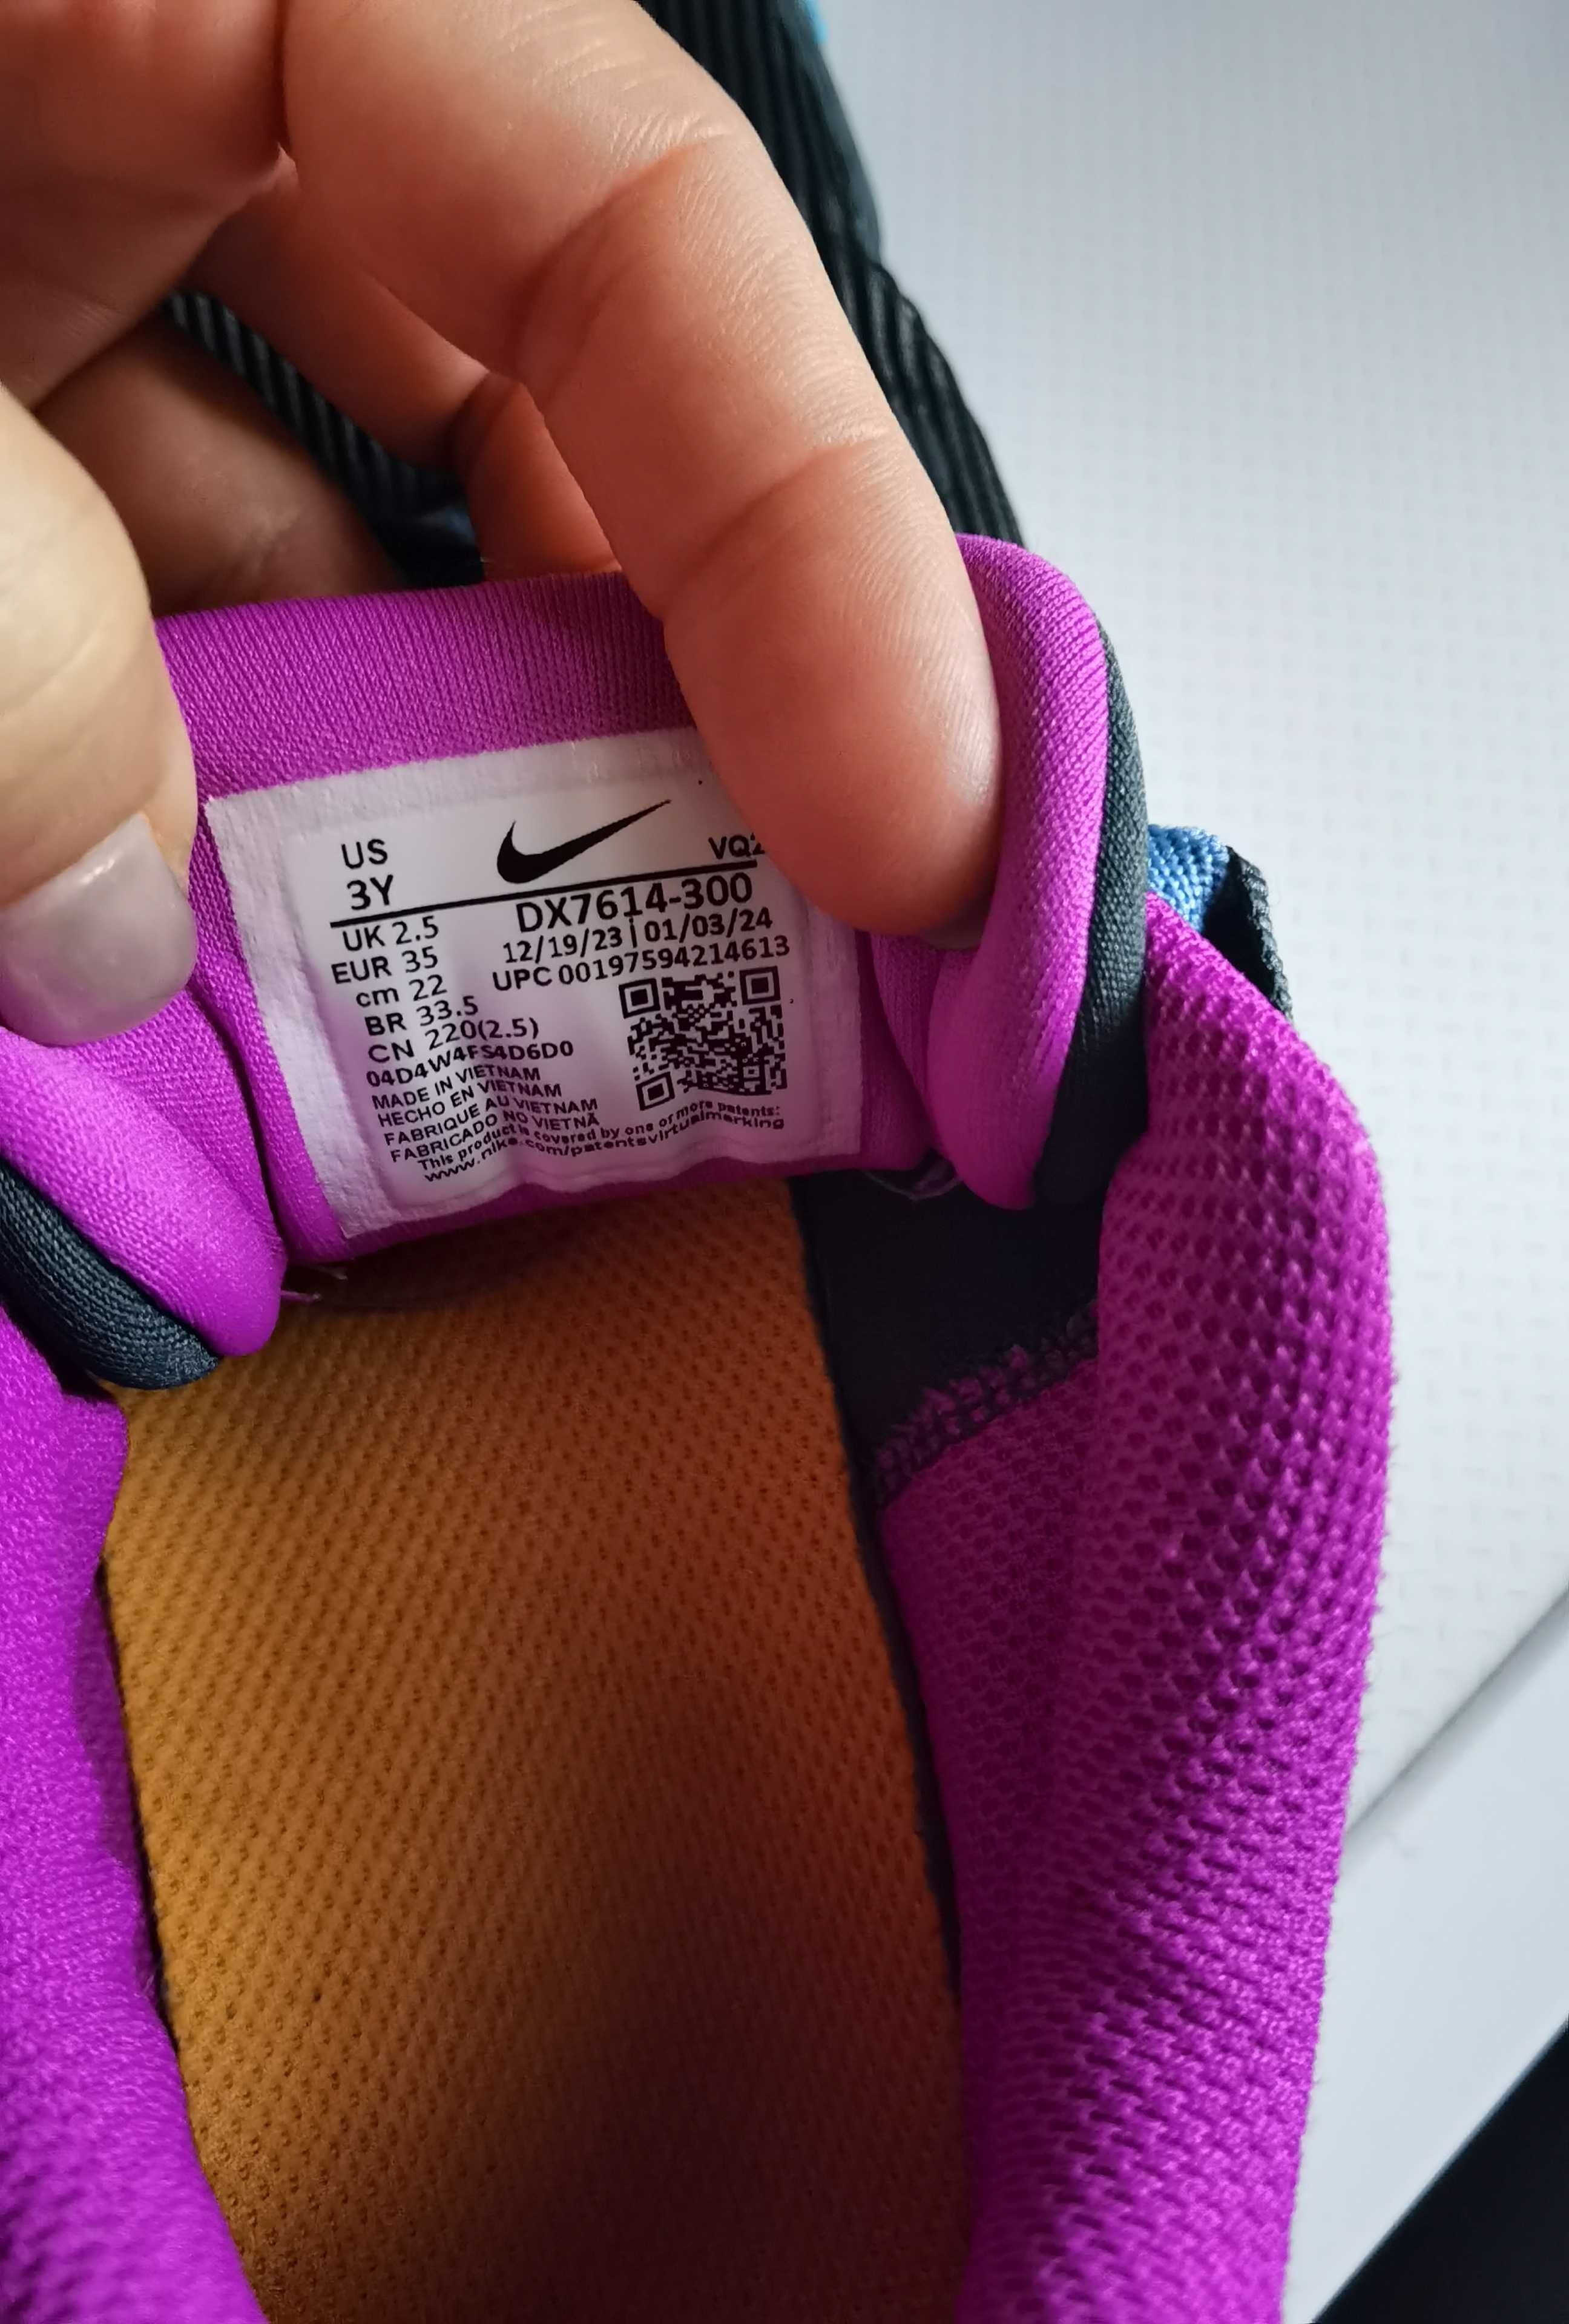 US
3Y
VQ
UK 2.5
DX7614-300
EUR 35
12/19/23 | 01/03/24
cm 22
UPC 00197594214613
BR 33.5
CN 220(2.5)
04D4W4FS4D6D0
MADE IN VIETNAM
HECHO EN VIETNAM
FABRIQUE AU VIETNAM
FABRICADO NO VIETNÃ
This product is covered by one or more patents:
www.nike.com/patentsvirtualmarking